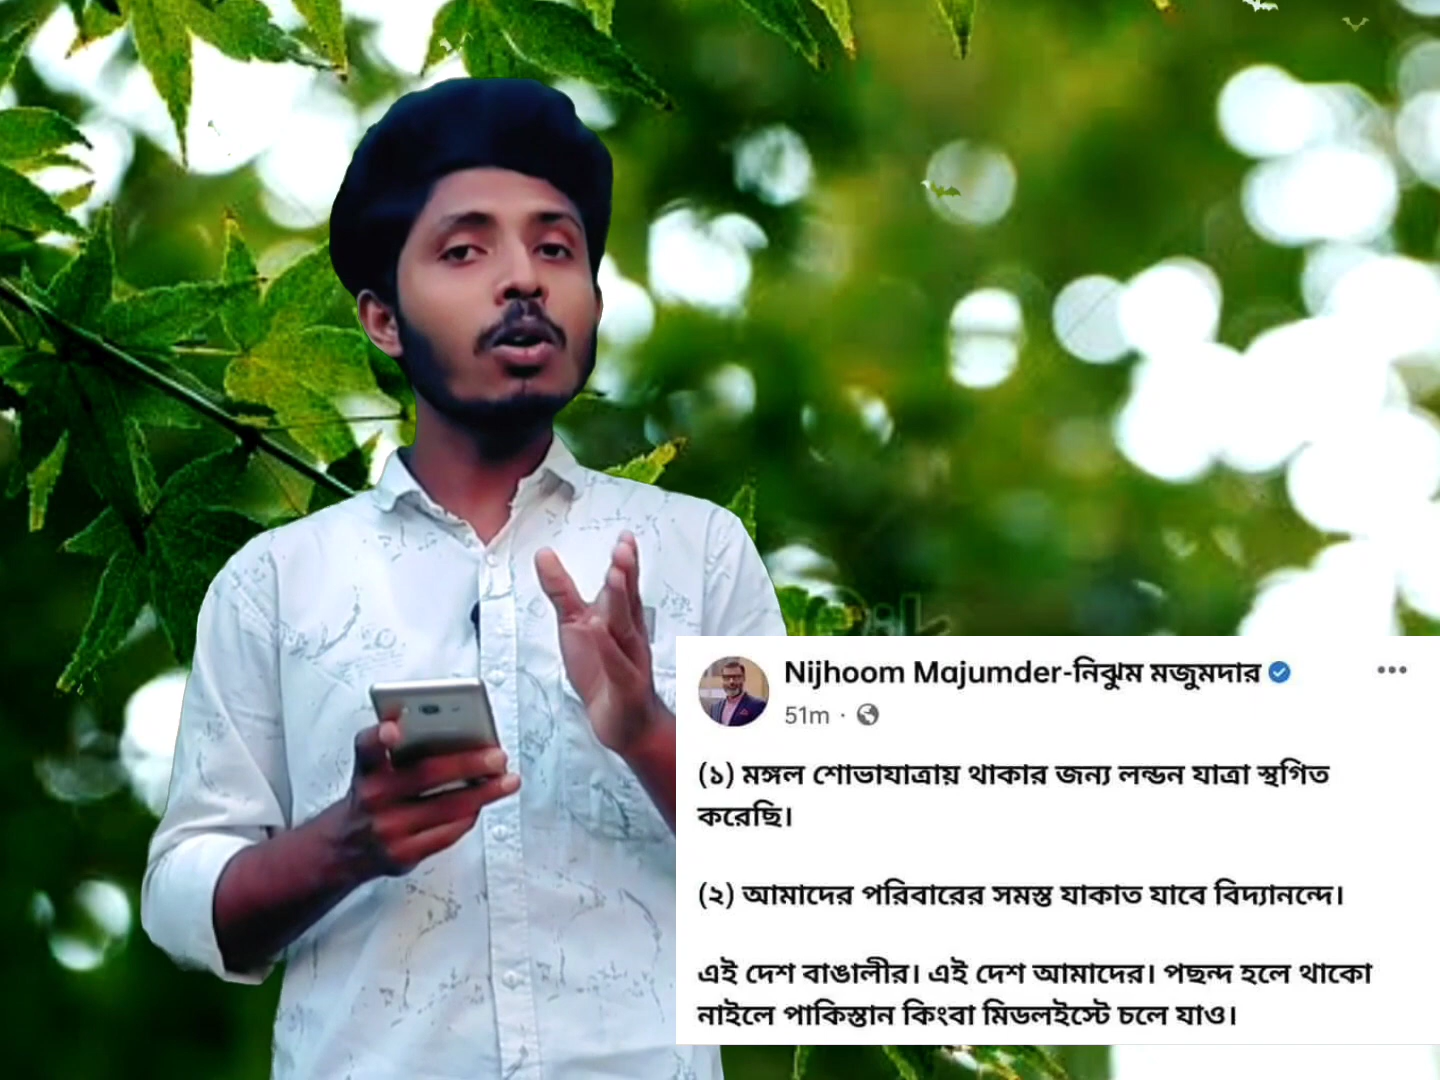 Nijhoom Majumder-নিঝুম মজুমদার
51m ·
(১) মঙ্গল শোভাযাত্রায় থাকার জন্য লন্ডন যাত্রা স্থগিত
করেছি।
(২) আমাদের পরিবারের সমস্ত যাকাত যাবে বিদ্যানন্দে।
এই দেশ বাঙালীর। এই দেশ আমাদের। পছন্দ হলে থাকো
নাইলে পাকিস্তান কিংবা মিডলইস্টে চলে যাও।